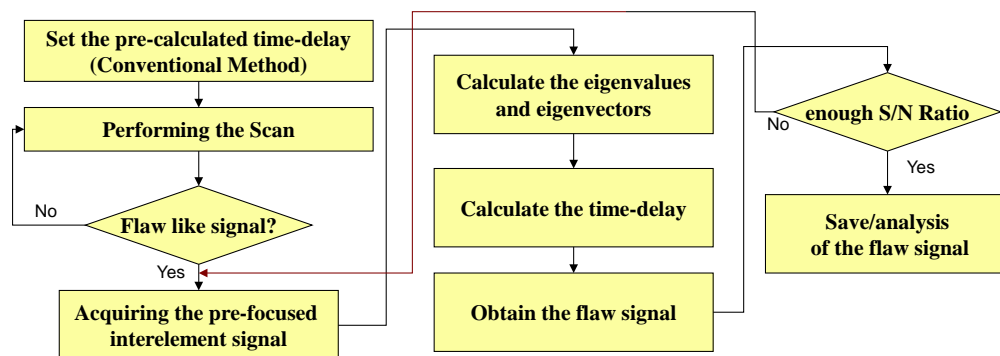 Set the pre-calculated time-delay
(Conventional Method)
Performing the Scan
No
Flaw like signal?
Yes
Acquiring the pre-focused
interelement signal
Calculate the eigenvalues
and eigenvectors
Calculate the time-delay
Obtain the flaw signal
enough S/N Ratio
No
Yes
Save/analysis
of the flaw signal